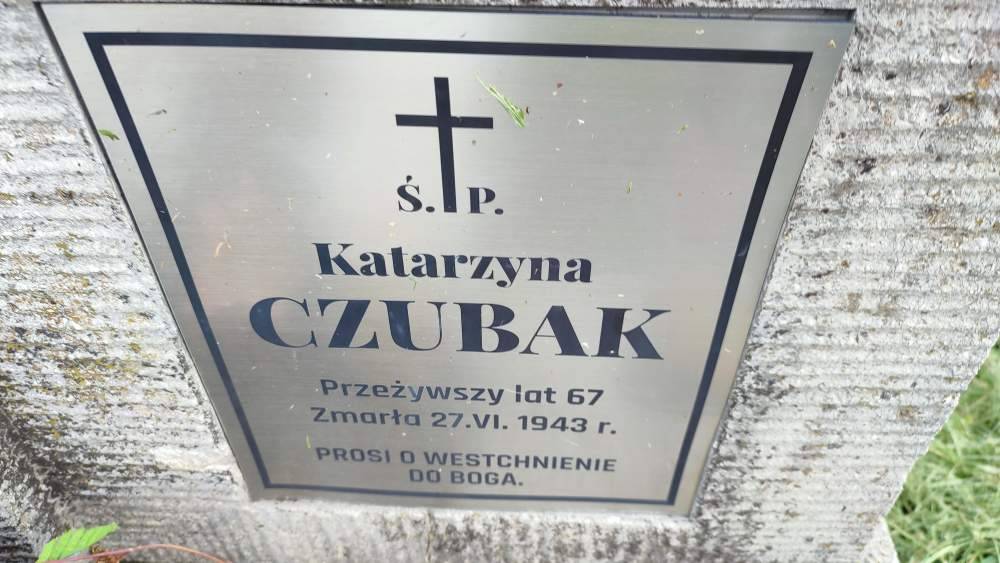 Ś. P.
Katarzyna
CZUBAK
Przeżywszy lat 67
Zmarła 27.VI. 1943 r.
PROSI O WESTCHNIENIE
DO BOGA.